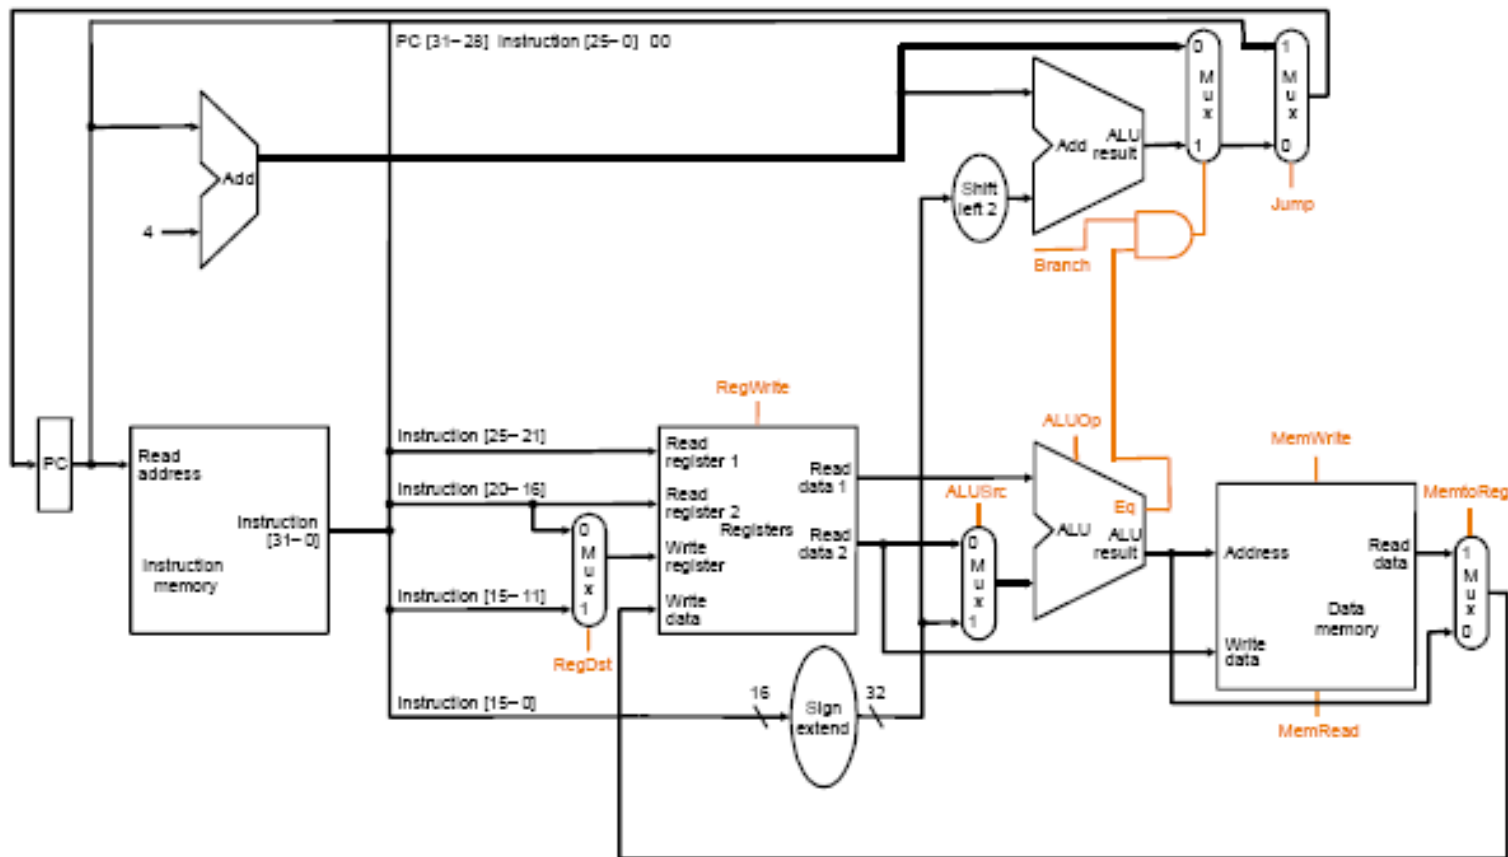 PC [31-28] Instruction [25-0] 00
0
M
u
x
1
1
M
u
x
0
Add
4
Add
ALU
result
Shift
left 2
Jump
Branch
RegWrite
ALUOp
MemWrite
MemtoReg
PC
Read
address
Instruction
[31-0]
Instruction
memory
Instruction [25-21]
Instruction [20-16]
Instruction [15-11]
Instruction [15-0]
0
M
u
x
1
RegDst
Read
register 1
Read
register 2
Write
register
Write
data
Registers
Read
data 1
Read
data 2
16
Sign
extend
32
ALUSrc
0
M
u
x
1
Eq
ALU
ALU
result
Address
Write
data
Read
data
Data
memory
MemRead
1
M
u
x
0